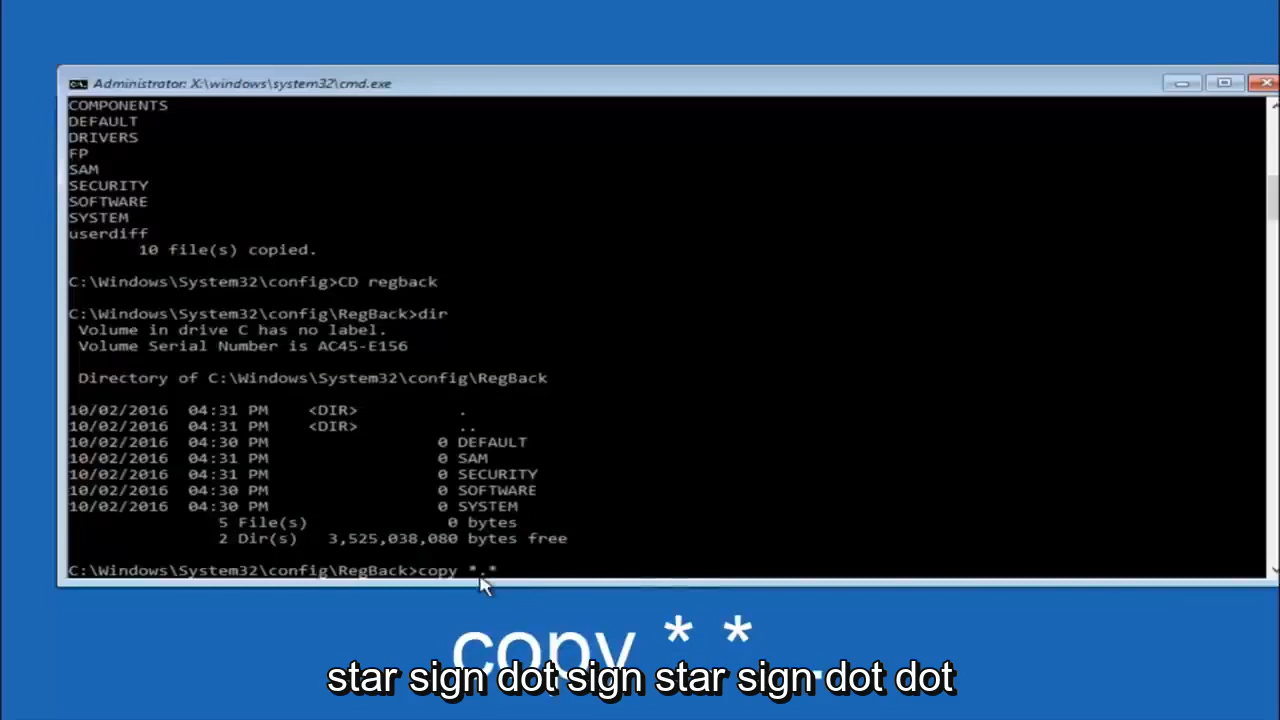 Administrator: X:\windows\system32\cmd.exe
COMPONENTS
DEFAULT
DRIVERS
FP
SAM
SECURITY
SOFTWARE
SYSTEM
userdiff
10 file(s) copied.
C:\Windows\System32\config>CD regback
C:\Windows\System32\config\RegBack>dir
Volume in drive C has no label.
Volume Serial Number is AC45-E156
Directory of C:\Windows\System32\config\RegBack
10/02/2016 04:31 PM <DIR> .
10/02/2016 04:31 PM <DIR> ..
10/02/2016 04:30 PM 0 DEFAULT
10/02/2016 04:31 PM 0 SAM
10/02/2016 04:31 PM 0 SECURITY
10/02/2016 04:30 PM 0 SOFTWARE
10/02/2016 04:30 PM 0 SYSTEM
5 File(s) 0 bytes
2 Dir(s) 3,525,038,080 bytes free
C:\Windows\System32\config\RegBack>copy *.*
copy * *
star sign dot sign star sign dot dot